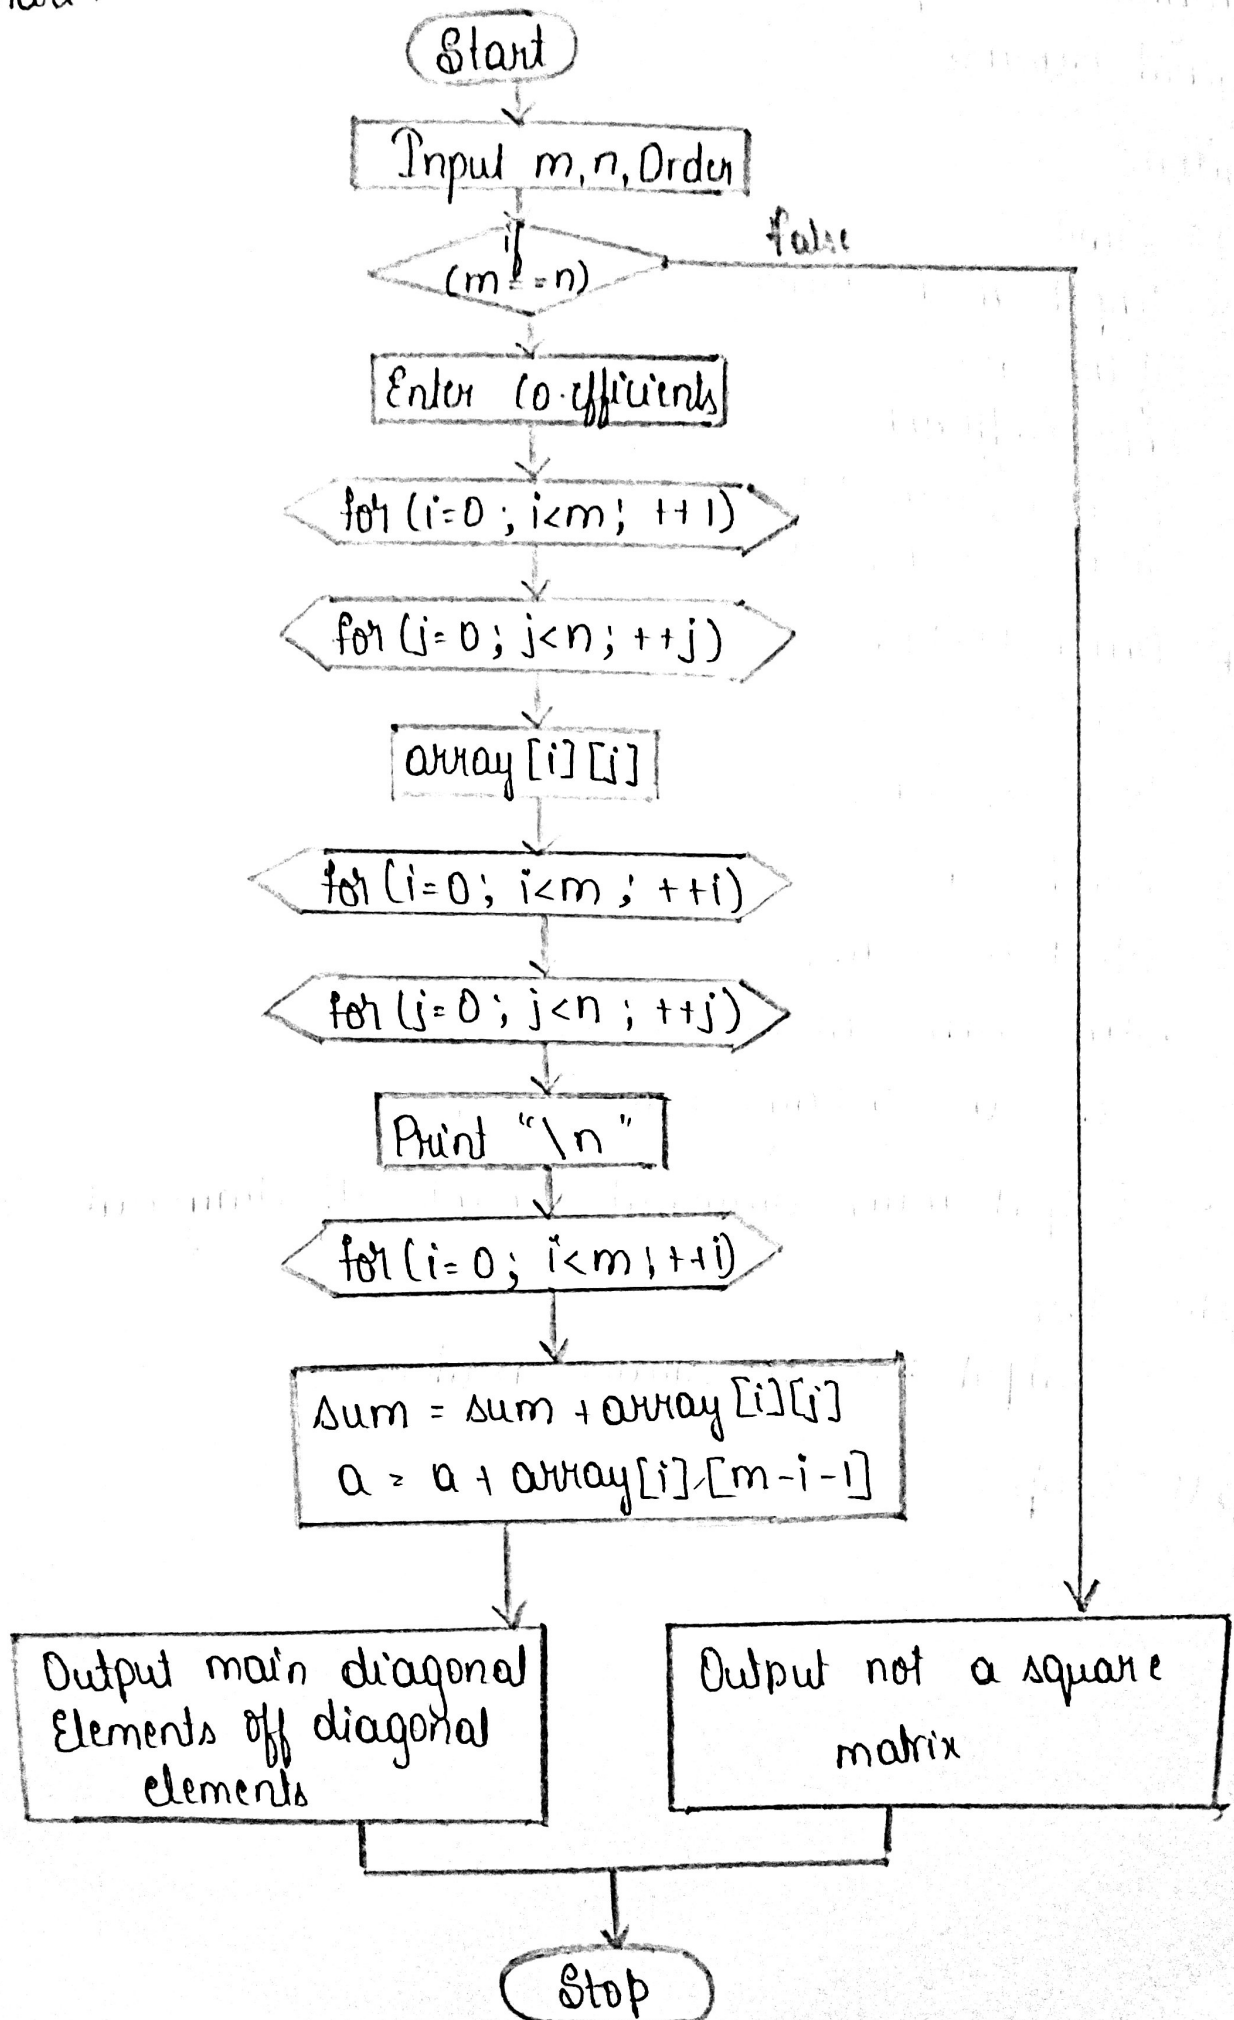 Start
Input m,n,Order
if
(m==n)
false
Enter co.efficients
for (i=0 ; i<m; ++1)
for (j=0; j<n; ++j)
array [i] [j]
for (i=0; i<m ; ++i)
for (j=0; j<n ; ++j)
Print "\n"
for (i=0; i<m ; ++i)
sum = sum + array [i][j]
a = a + array[i].[m-i-1]
Output main diagonal
Elements off diagonal
elements
Output not a square
matrix
Stop